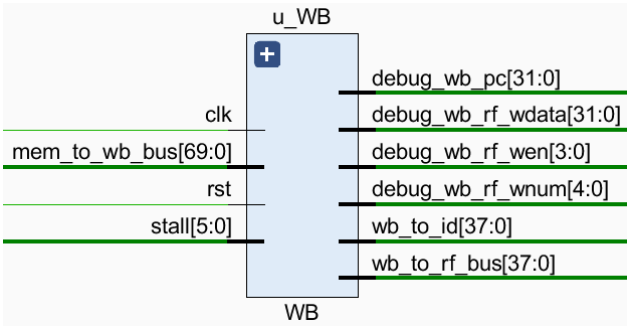 u_WB
+
clk
mem_to_wb_bus[69:0]
rst
stall[5:0]
debug_wb_pc[31:0]
debug_wb_rf_wdata[31:0]
debug_wb_rf_wen[3:0]
debug_wb_rf_wnum[4:0]
wb_to_id[37:0]
wb_to_rf_bus[37:0]
WB